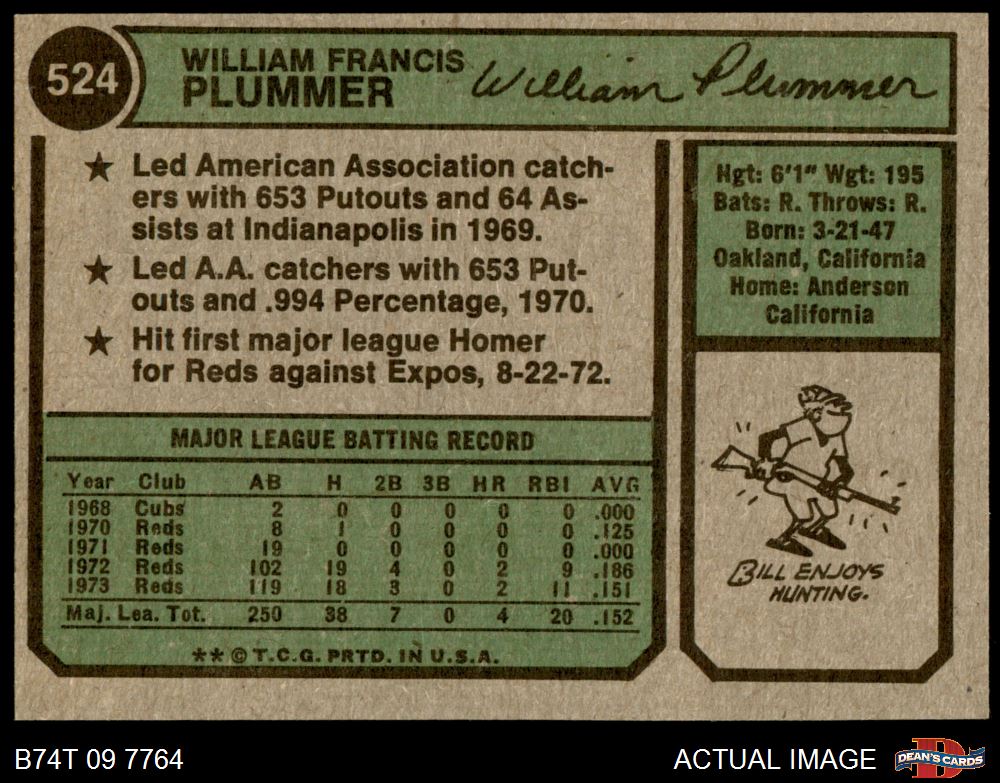 524
WILLIAM FRANCIS
PLUMMER
William Plummer
★ Led American Association catch-
ers with 653 Putouts and 64 As-
sists at Indianapolis in 1969.
★ Led A.A. catchers with 653 Put-
outs and .994 Percentage, 1970.
★ Hit first major league Homer
for Reds against Expos, 8-22-72.
Hgt: 6'1" Wgt: 195
Bats: R. Throws: R.
Born: 3-21-47
Oakland, California
Home: Anderson
California
MAJOR LEAGUE BATTING RECORD
Year Club AB H 2B 3B HR RBI AVG
1968 Cubs 2 0 0 0 0 0 .000
1970 Reds 8 1 0 0 0 0 .125
1971 Reds 19 0 0 0 0 0 .000
1972 Reds 102 19 4 0 2 9 .186
1973 Reds 119 18 3 0 2 11 .151
Maj. Lea. Tot. 250 38 7 0 4 20 .152
** © T.C.G. PRTD. IN U.S.A.
BILL ENJOYS
HUNTING.
B74T 09 7764
ACTUAL IMAGE
D
DEAN'S CARDS